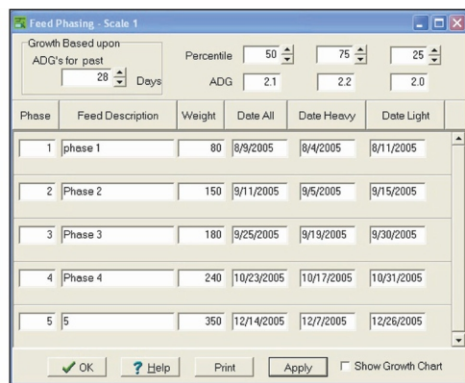 Feed Phasing - Scale 1
Growth Based upon
ADG's for past
28 Days
Percentile 50 75 25
ADG 2.1 2.2 2.0
Phase Feed Description Weight Date All Date Heavy Date Light
1 phase 1 80 8/9/2005 8/4/2005 8/11/2005
2 Phase 2 150 9/11/2005 9/5/2005 9/15/2005
3 Phase 3 180 9/25/2005 9/19/2005 9/30/2005
4 Phase 4 240 10/23/2005 10/17/2005 10/31/2005
5 5 350 12/14/2005 12/7/2005 12/26/2005
OK ? Help Print Apply Show Growth Chart